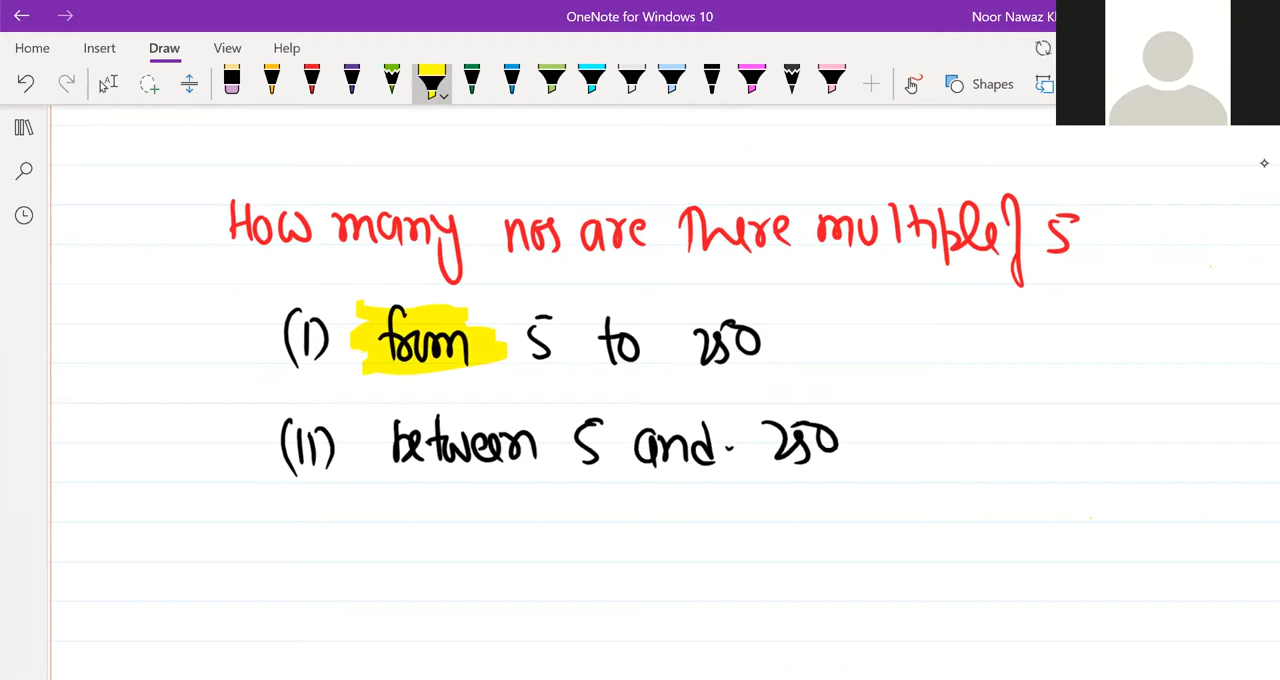 OneNote for Windows 10
Noor Nawaz Kh
Home Insert Draw View Help
Shapes
How many nos are There multiple of 5
(I) from 5 to 250
(II) between 5 and. 250